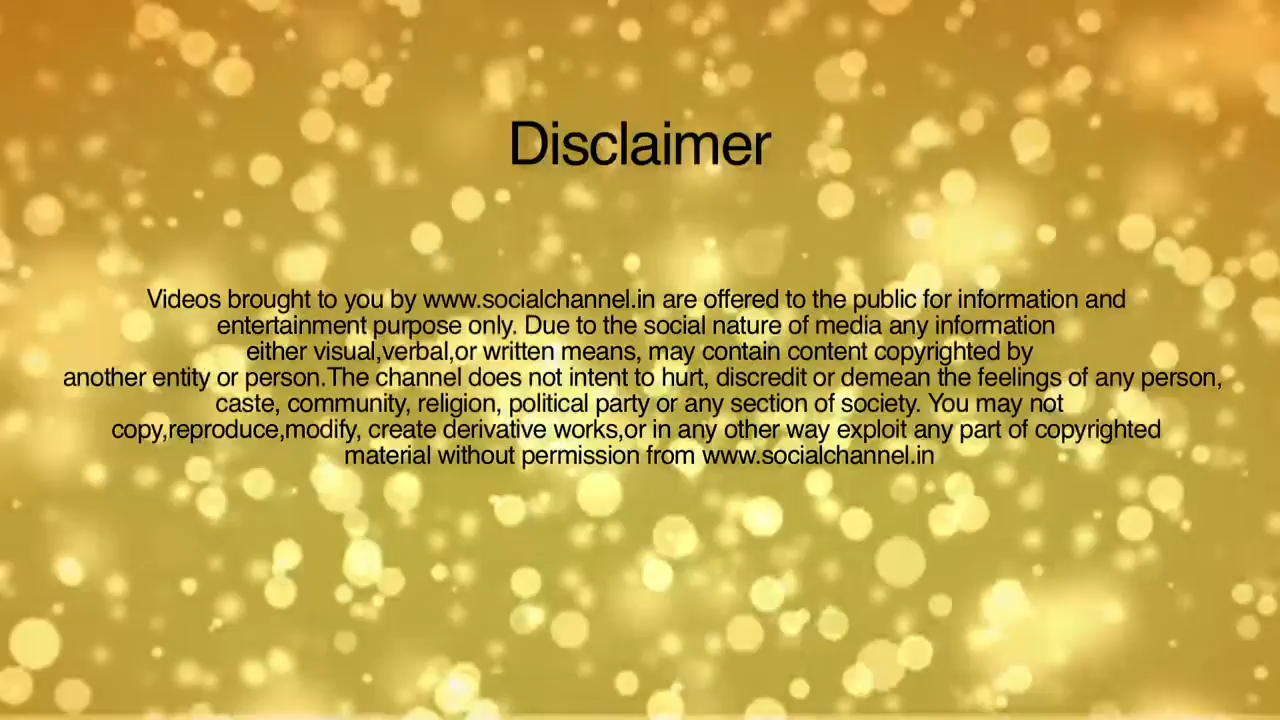 Disclaimer
Videos brought to you by www.socialchannel.in are offered to the public for information and
entertainment purpose only. Due to the social nature of media any information
either visual,verbal,or written means, may contain content copyrighted by
another entity or person.The channel does not intent to hurt, discredit or demean the feelings of any person,
caste, community, religion, political party or any section of society. You may not
copy,reproduce,modify, create derivative works,or in any other way exploit any part of copyrighted
material without permission from www.socialchannel.in